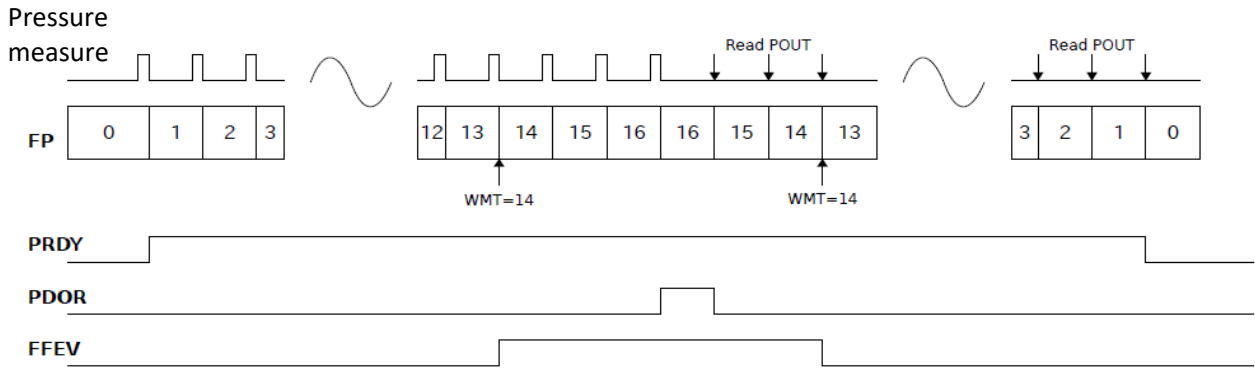 Pressure
measure
Read POUT Read POUT
FP 0 1 2 3 12 13 14 15 16 16 15 14 13 3 2 1 0
WMT=14 WMT=14
PRDY
PDOR
FFEV